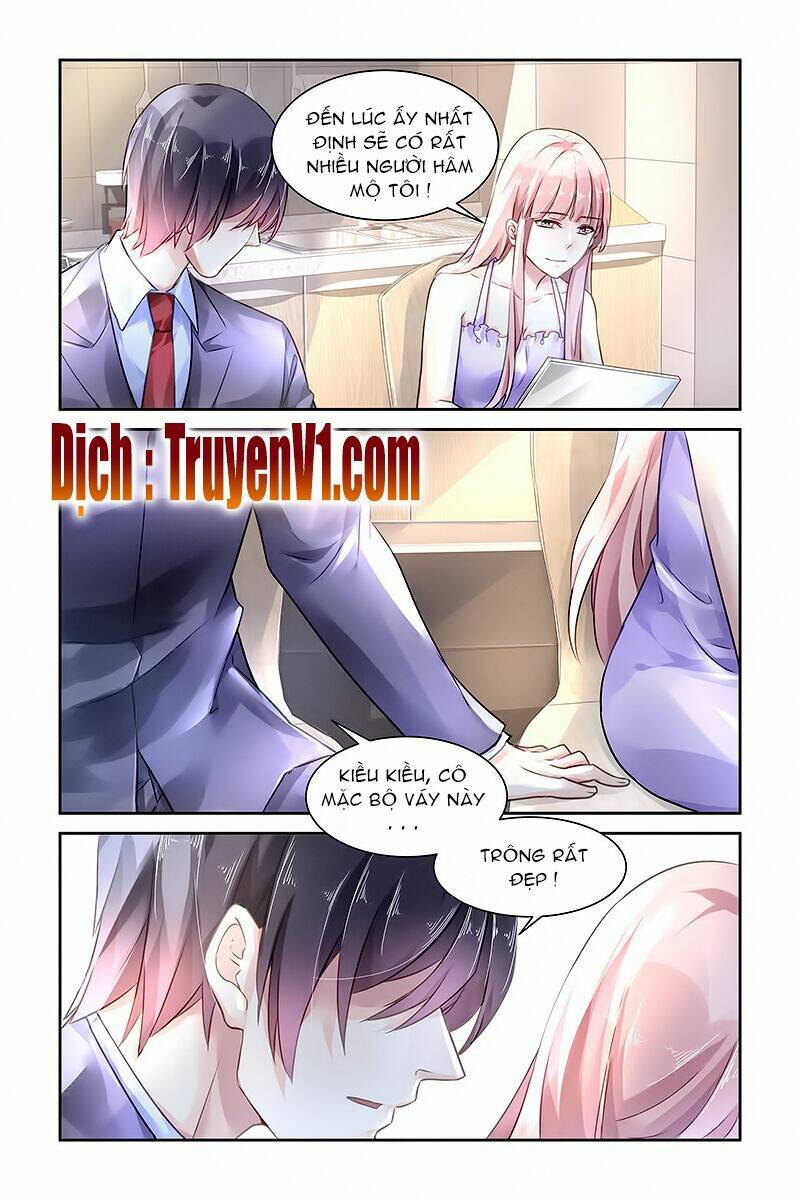 ĐẾN LÚC ẤY NHẤT
ĐỊNH SẼ CÓ RẤT
NHIỀU NGƯỜI HÂM
MỘ TÔI !
Dịch : TruyenV1.com
KIỀU KIỀU, CÔ
MẶC BỘ VÁY NÀY
. . .
TRÔNG RẤT
ĐẸP !